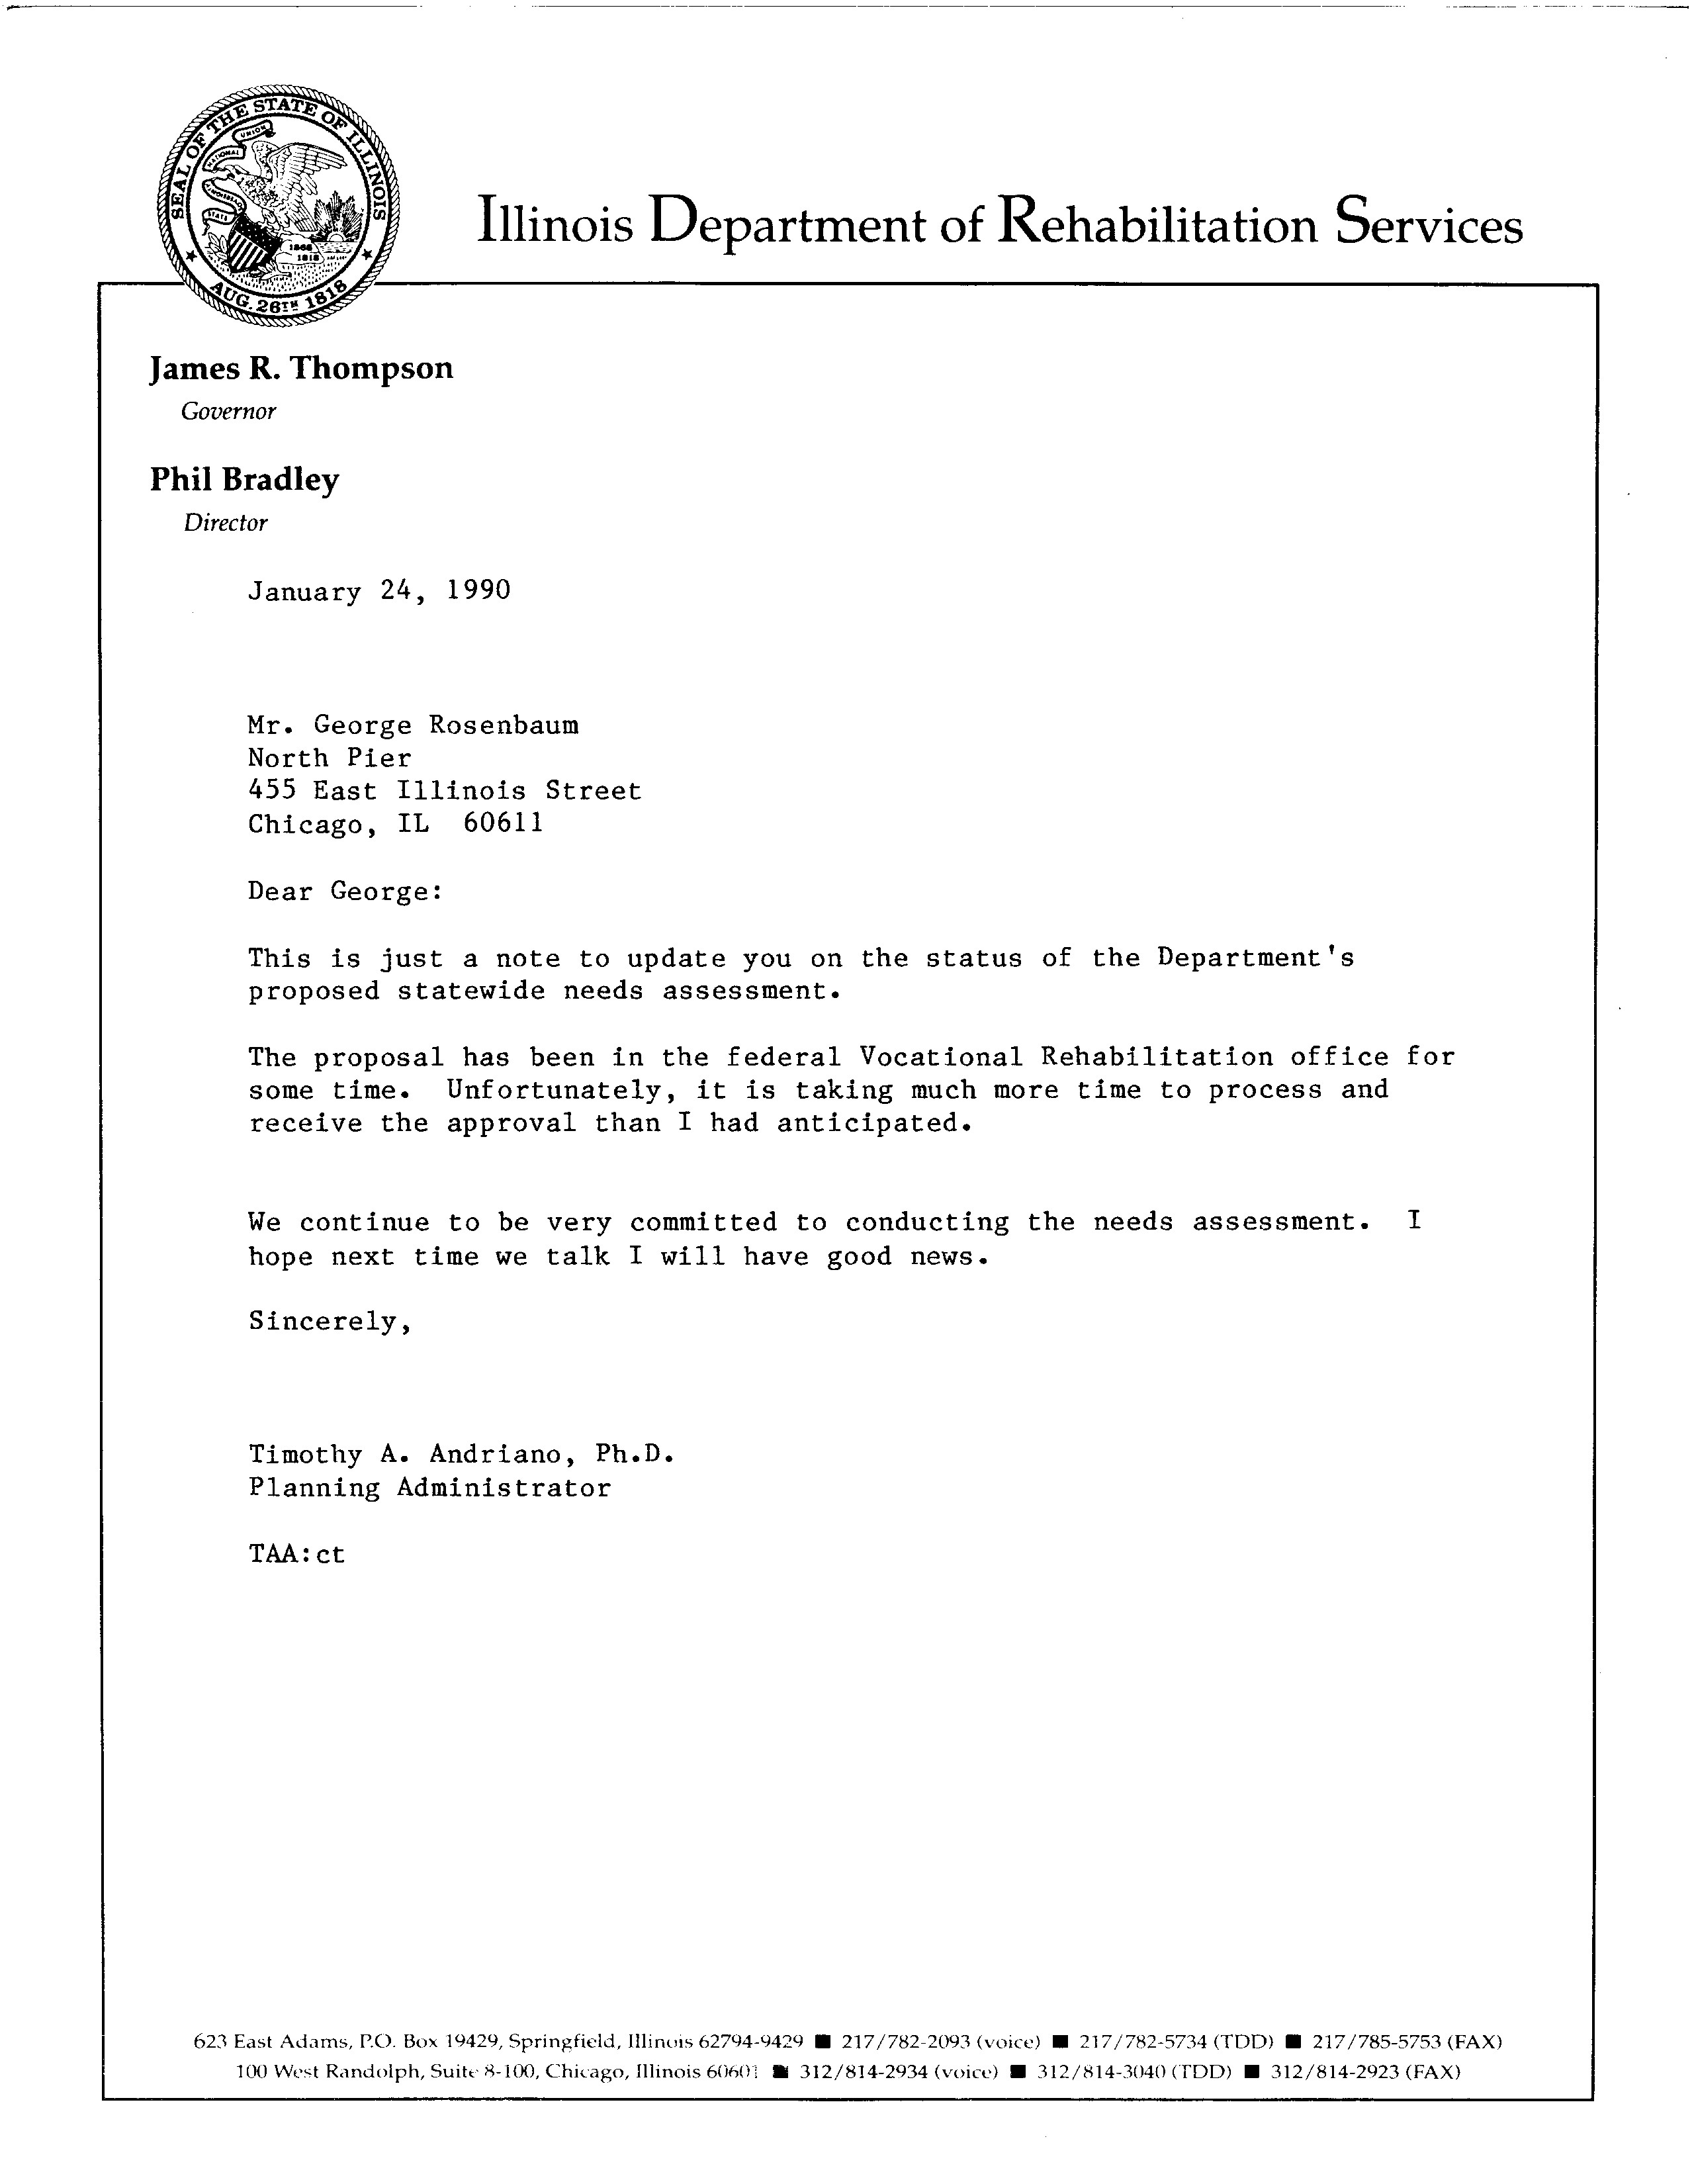 SEAL OF THE STATE OF ILLINOIS
NATIONAL UNION
STATE
1868
1818
AUG. 26TH 1818
Illinois Department of Rehabilitation Services
James R. Thompson
Governor
Phil Bradley
Director
January 24, 1990
Mr. George Rosenbaum
North Pier
455 East Illinois Street
Chicago, IL  60611
Dear George:
This is just a note to update you on the status of the Department's
proposed statewide needs assessment.
The proposal has been in the federal Vocational Rehabilitation office for
some time.  Unfortunately, it is taking much more time to process and
receive the approval than I had anticipated.
We continue to be very committed to conducting the needs assessment.  I
hope next time we talk I will have good news.
Sincerely,
Timothy A. Andriano, Ph.D.
Planning Administrator
TAA:ct
623 East Adams, P.O. Box 19429, Springfield, Illinois 62794-9429 ■ 217/782-2093 (voice) ■ 217/782-5734 (TDD) ■ 217/785-5753 (FAX)
100 West Randolph, Suite 8-100, Chicago, Illinois 60601 ■ 312/814-2934 (voice) ■ 312/814-3040 (TDD) ■ 312/814-2923 (FAX)